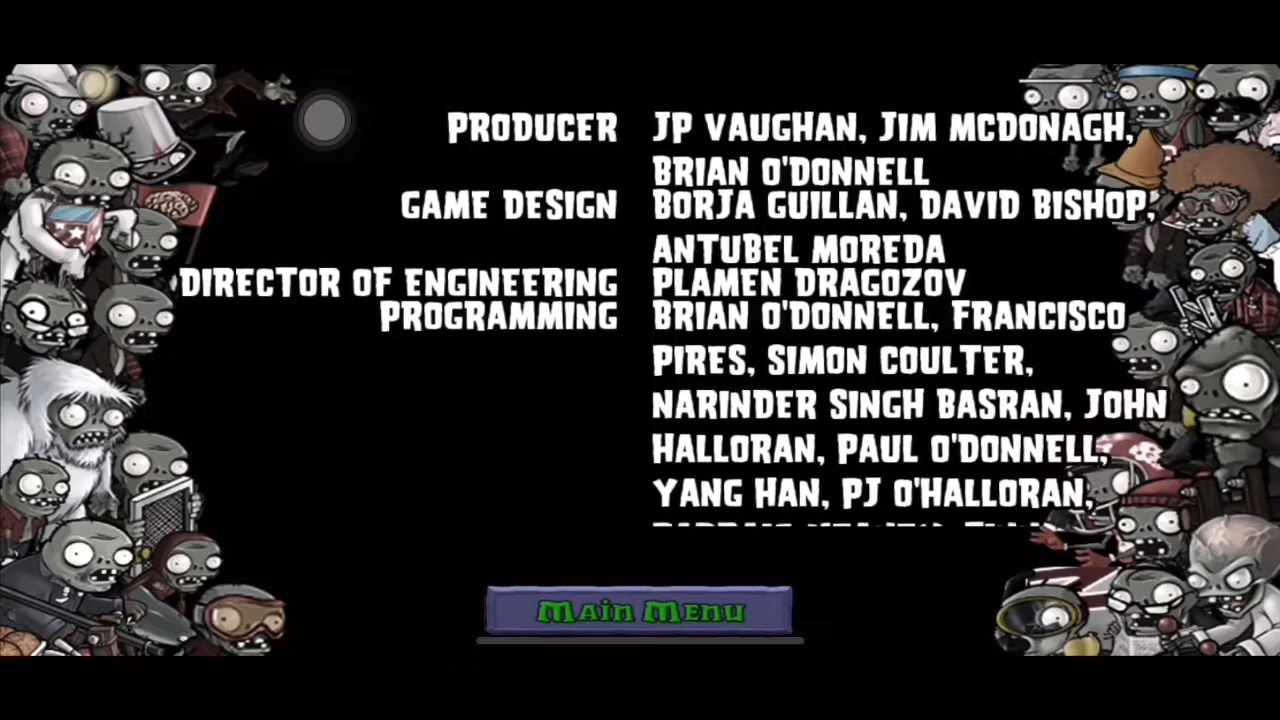 PRODUCER JP VAUGHAN, JIM MCDONAGH,
BRIAN O'DONNELL
GAME DESIGN BORJA GUILLAN, DAVID BISHOP,
ANTUBEL MOREDA
DIRECTOR OF ENGINEERING PLAMEN DRAGOZOV
PROGRAMMING BRIAN O'DONNELL, FRANCISCO
PIRES, SIMON COULTER,
NARINDER SINGH BASRAN, JOHN
HALLORAN, PAUL O'DONNELL,
YANG HAN, PJ O'HALLORAN,
Main Menu